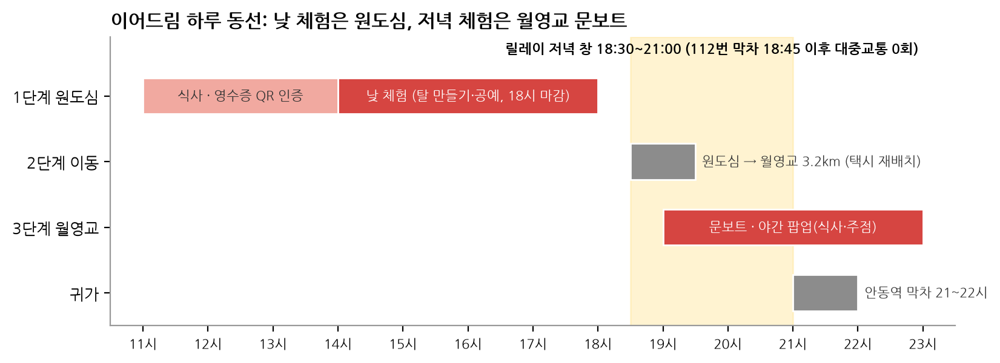 이어드림 하루 동선: 낮 체험은 원도심, 저녁 체험은 월영교 문보트
릴레이 저녁 창 18:30~21:00 (112번 막차 18:45 이후 대중교통 0회)
1단계 원도심
식사 · 영수증 QR 인증
낮 체험 (탈 만들기·공예, 18시 마감)
2단계 이동
원도심 → 월영교 3.2km (택시 재배치)
3단계 월영교
문보트 · 야간 팝업(식사·주점)
귀가
안동역 막차 21~22시
11시 12시 13시 14시 15시 16시 17시 18시 19시 20시 21시 22시 23시